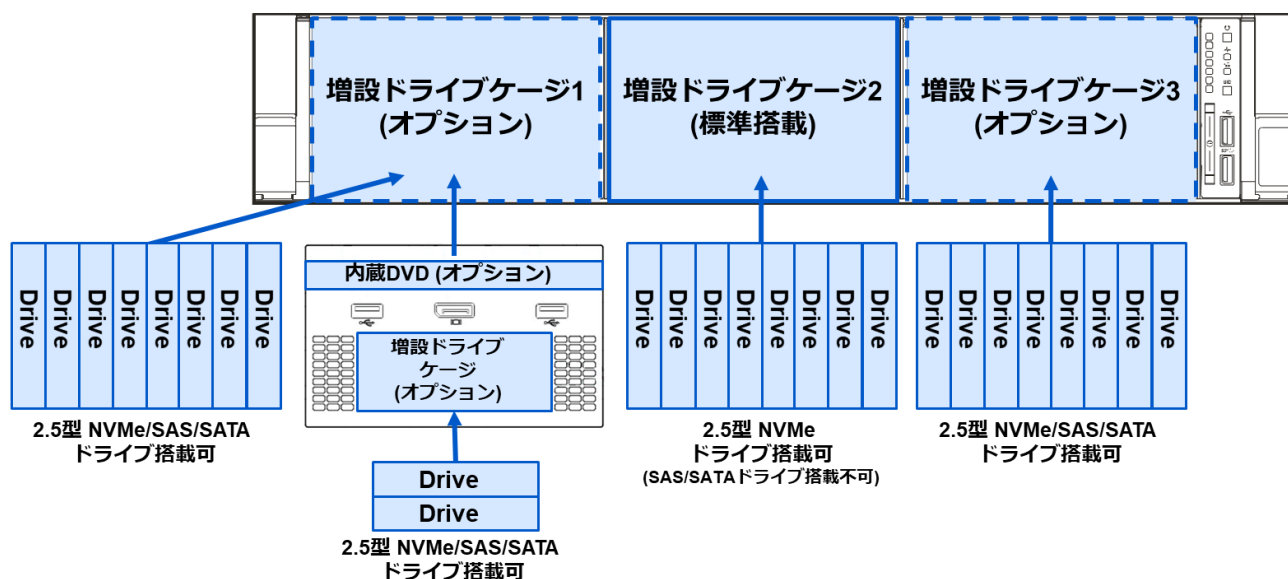 増設ドライブケージ1
(オプション)
増設ドライブケージ2
(標準搭載)
増設ドライブケージ3
(オプション)
Drive
Drive
Drive
Drive
Drive
Drive
Drive
Drive
2.5型 NVMe/SAS/SATA
ドライブ搭載可
内蔵DVD (オプション)
増設ドライブ
ケージ
(オプション)
Drive
Drive
2.5型 NVMe/SAS/SATA
ドライブ搭載可
Drive
Drive
Drive
Drive
Drive
Drive
Drive
Drive
2.5型 NVMe
ドライブ搭載可
(SAS/SATAドライブ搭載不可)
Drive
Drive
Drive
Drive
Drive
Drive
Drive
Drive
2.5型 NVMe/SAS/SATA
ドライブ搭載可